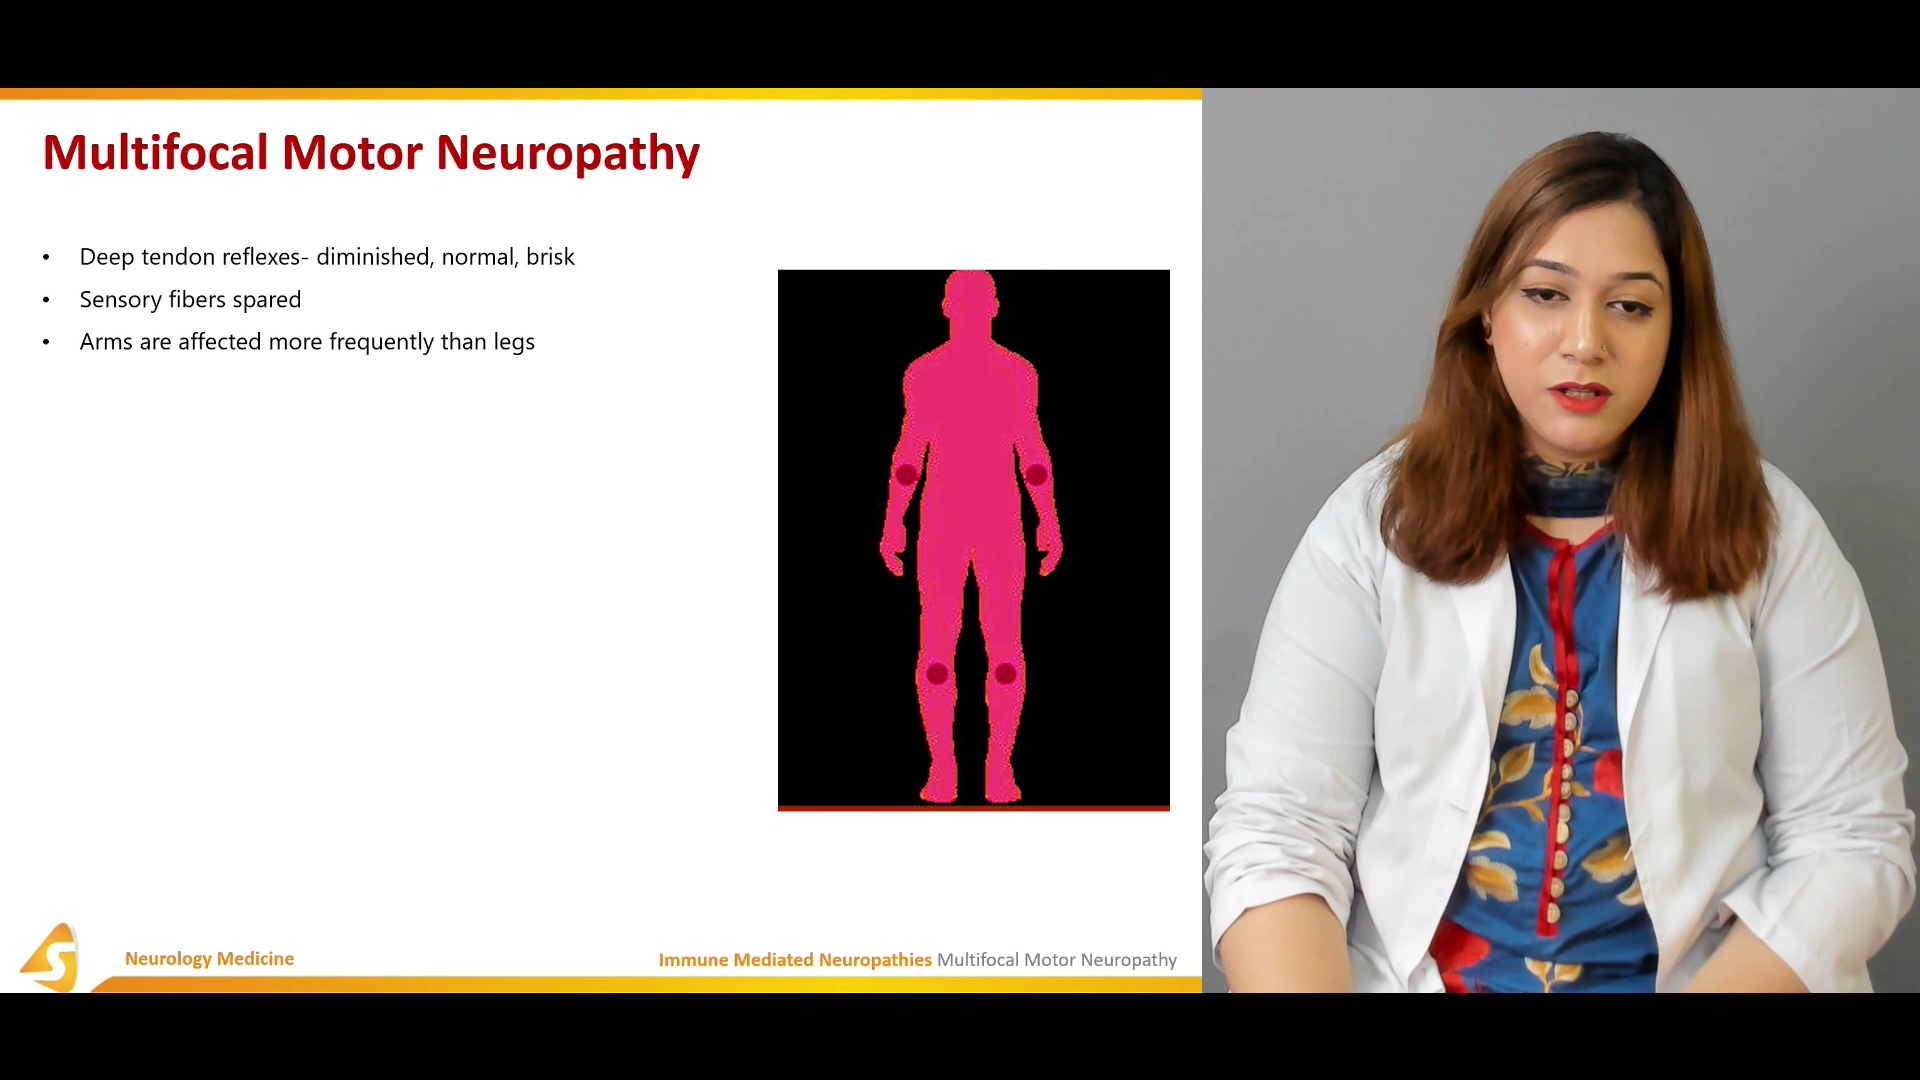 Multifocal Motor Neuropathy
• Deep tendon reflexes- diminished, normal, brisk
• Sensory fibers spared
• Arms are affected more frequently than legs
S
Neurology Medicine
Immune Mediated Neuropathies Multifocal Motor Neuropathy